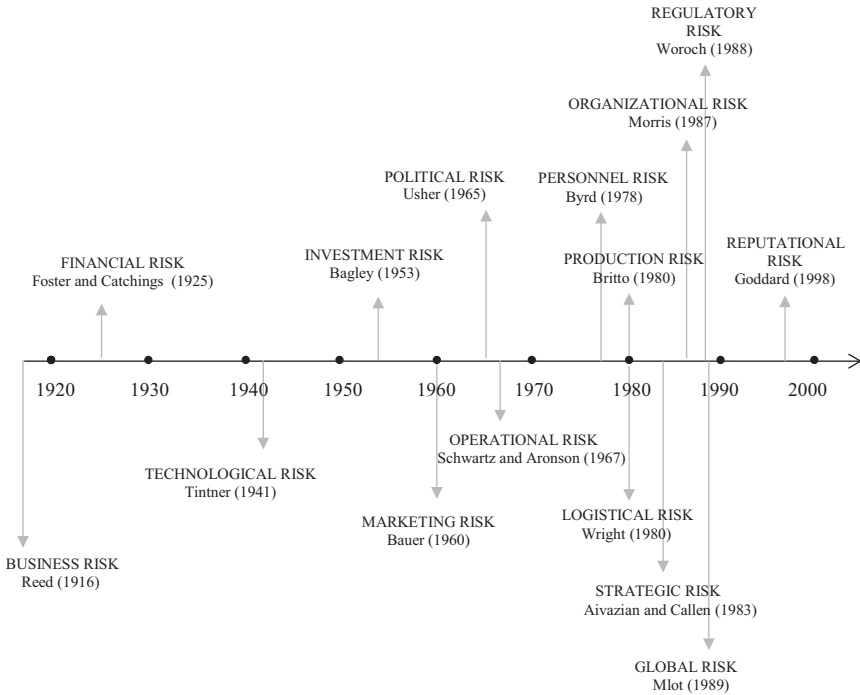 REGULATORY
RISK
Woroch (1988)
ORGANIZATIONAL RISK
Morris (1987)
POLITICAL RISK
Usher (1965)
PERSONNEL RISK
Byrd (1978)
INVESTMENT RISK
Bagley (1953)
PRODUCTION RISK
Britto (1980)
REPUTATIONAL
RISK
Goddard (1998)
FINANCIAL RISK
Foster and Catchings (1925)
1920 1930 1940 1950 1960 1970 1980 1990 2000
OPERATIONAL RISK
Schwartz and Aronson (1967)
TECHNOLOGICAL RISK
Tintner (1941)
MARKETING RISK
Bauer (1960)
LOGISTICAL RISK
Wright (1980)
BUSINESS RISK
Reed (1916)
STRATEGIC RISK
Aivazian and Callen (1983)
GLOBAL RISK
Mlot (1989)